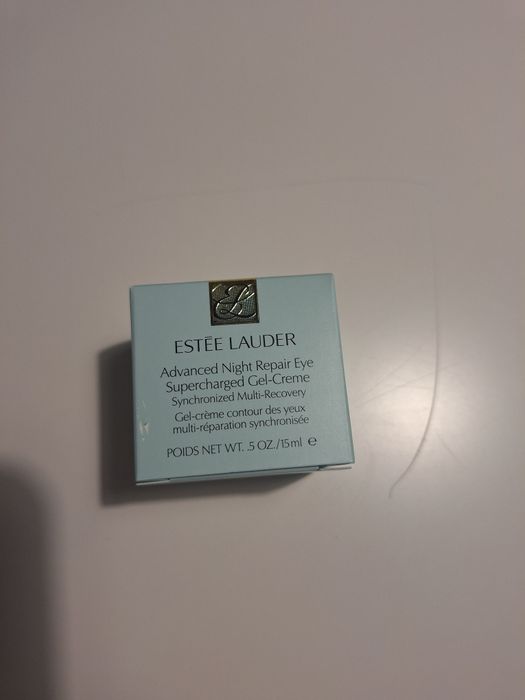 ESTĒE LAUDER
Advanced Night Repair Eye
Supercharged Gel-Creme
Synchronized Multi-Recovery
Gel-crème contour des yeux
multi-réparation synchronisée
POIDS NET WT. .5 OZ./15 ml ℮